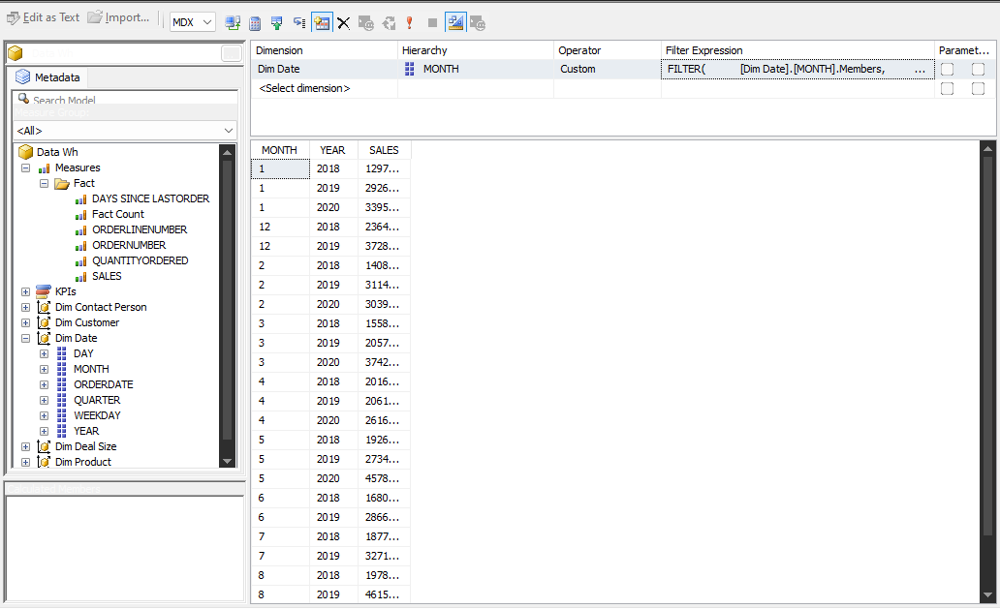 Edit as Text Import... MDX
Metadata
Search Model
Measure Group:
<All>
Data Wh
Measures
Fact
DAYS SINCE LASTORDER
Fact Count
ORDERLINENUMBER
ORDERNUMBER
QUANTITYORDERED
SALES
KPIs
Dim Contact Person
Dim Customer
Dim Date
DAY
MONTH
ORDERDATE
QUARTER
WEEKDAY
YEAR
Dim Deal Size
Dim Product
Calculated Members
Dimension Hierarchy Operator Filter Expression Paramet...
Dim Date MONTH Custom FILTER( [Dim Date].[MONTH].Members, ...
<Select dimension>
MONTH YEAR SALES
1 2018 1297...
1 2019 2926...
1 2020 3395...
12 2018 2364...
12 2019 3728...
2 2018 1408...
2 2019 3114...
2 2020 3039...
3 2018 1558...
3 2019 2057...
3 2020 3742...
4 2018 2016...
4 2019 2061...
4 2020 2616...
5 2018 1926...
5 2019 2734...
5 2020 4578...
6 2018 1680...
6 2019 2866...
7 2018 1877...
7 2019 3271...
8 2018 1978...
8 2019 4615...